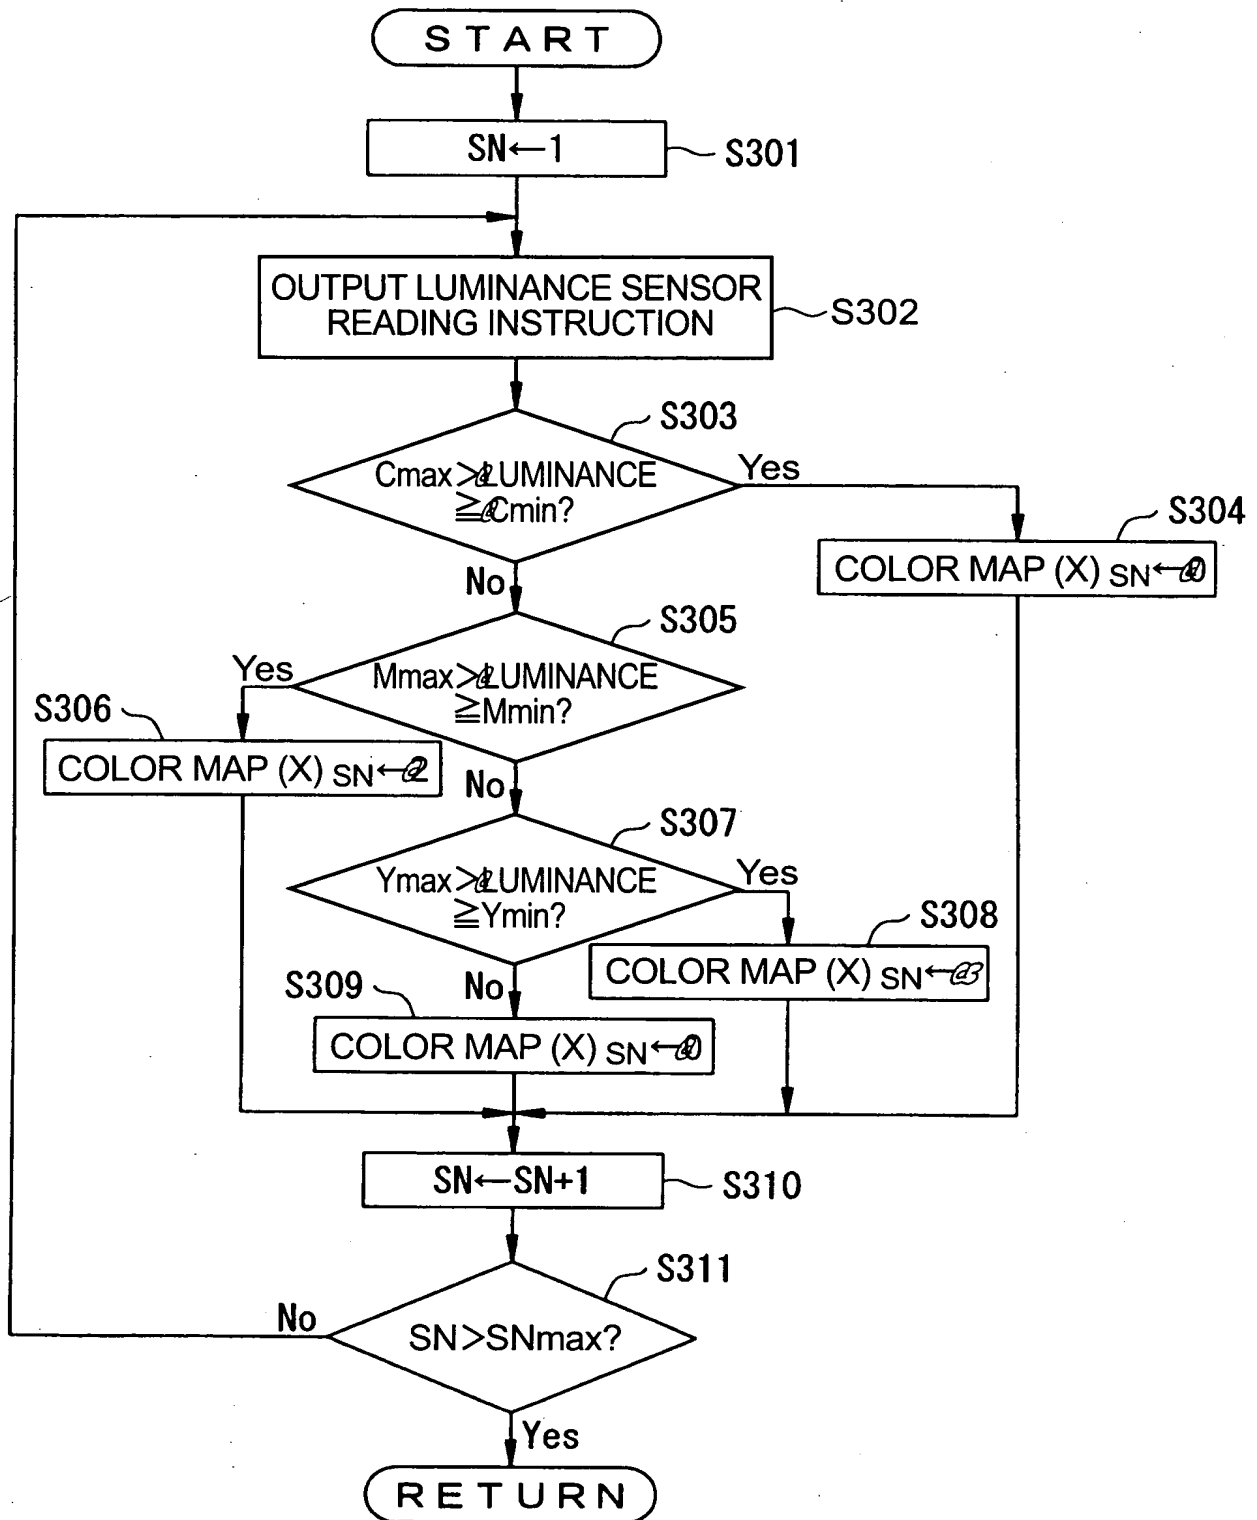 START
SN←1
S301
OUTPUT LUMINANCE SENSOR
READING INSTRUCTION
S302
S303
Cmax > LUMINANCE
≧ Cmin?
Yes
No
S304
COLOR MAP (X) SN←
S305
Mmax > LUMINANCE
≧Mmin?
Yes
No
S306
COLOR MAP (X) SN←2
S307
Ymax > LUMINANCE
≧Ymin?
Yes
No
S308
COLOR MAP (X) SN←3
S309
COLOR MAP (X) SN←
SN←SN+1
S310
S311
SN>SNmax?
No
Yes
RETURN